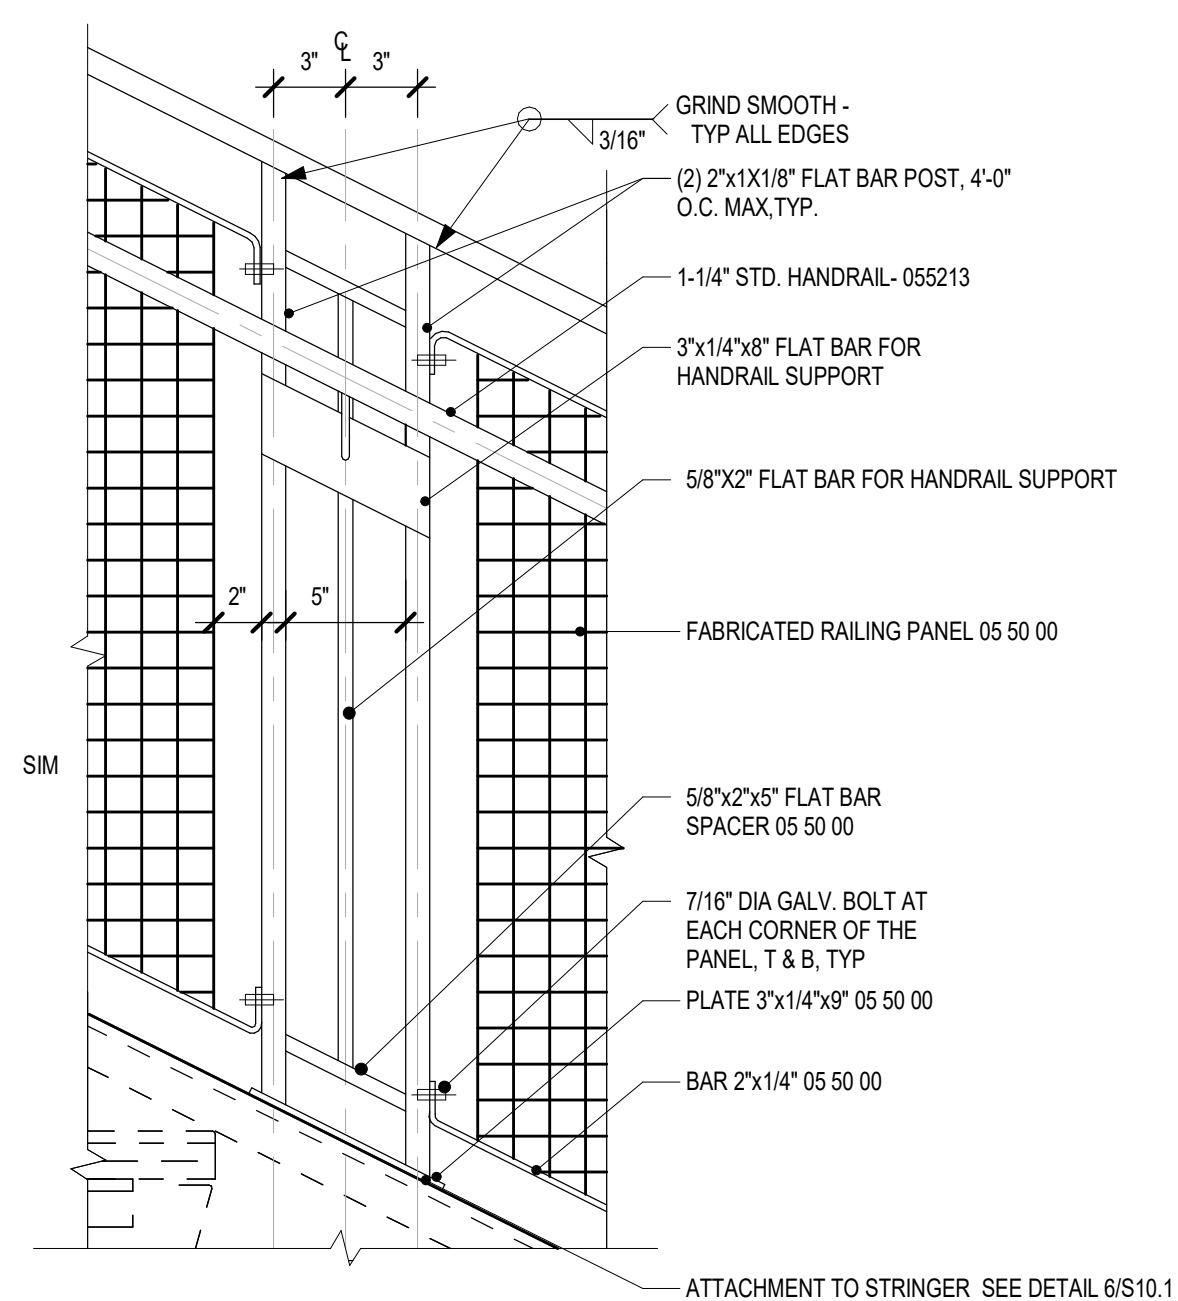 ℄
3" 3"
GRIND SMOOTH -
TYP ALL EDGES
3/16"
(2) 2"x1X1/8" FLAT BAR POST, 4'-0"
O.C. MAX,TYP.
1-1/4" STD. HANDRAIL- 055213
3"x1/4"x8" FLAT BAR FOR
HANDRAIL SUPPORT
5/8"X2" FLAT BAR FOR HANDRAIL SUPPORT
2" 5"
FABRICATED RAILING PANEL 05 50 00
SIM
5/8"x2"x5" FLAT BAR
SPACER 05 50 00
7/16" DIA GALV. BOLT AT
EACH CORNER OF THE
PANEL, T & B, TYP
PLATE 3"x1/4"x9" 05 50 00
BAR 2"x1/4" 05 50 00
ATTACHMENT TO STRINGER  SEE DETAIL 6/S10.1